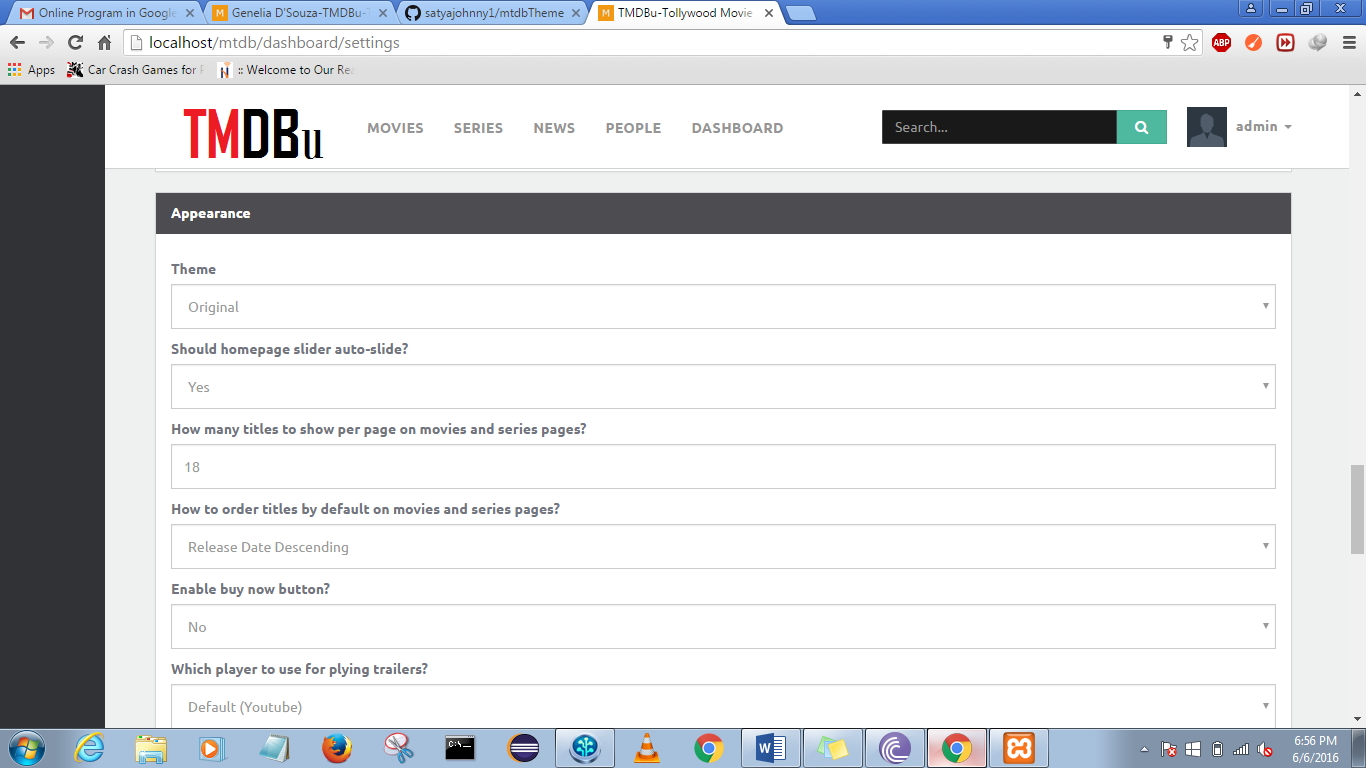 Online Program in Google
Genelia D'Souza-TMDBu-T
satyajohnny1/mtdbTheme
TMDBu-Tollywood Movie
localhost/mtdb/dashboard/settings
ABP
Apps
Car Crash Games for
:: Welcome to Our Rea
TMDBu
MOVIES
SERIES
NEWS
PEOPLE
DASHBOARD
Search...
admin
Appearance
Theme
Original
Should homepage slider auto-slide?
Yes
How many titles to show per page on movies and series pages?
18
How to order titles by default on movies and series pages?
Release Date Descending
Enable buy now button?
No
Which player to use for plying trailers?
Default (Youtube)
6:56 PM
6/6/2016